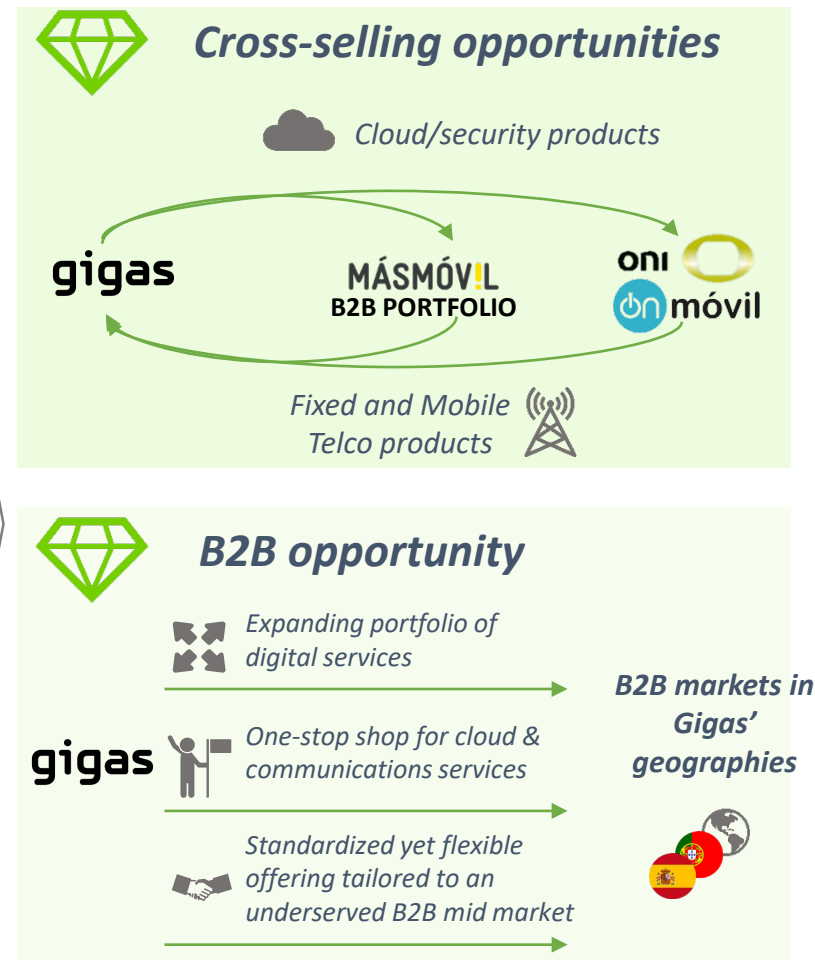 Cross-selling opportunities
Cloud/security products
gigas
MÁSMÓV!L
B2B PORTFOLIO
onı
ón móvil
Fixed and Mobile
Telco products
B2B opportunity
Expanding portfolio of
digital services
gigas
One-stop shop for cloud &
communications services
Standardized yet flexible
offering tailored to an
underserved B2B mid market
B2B markets in
Gigas’
geographies